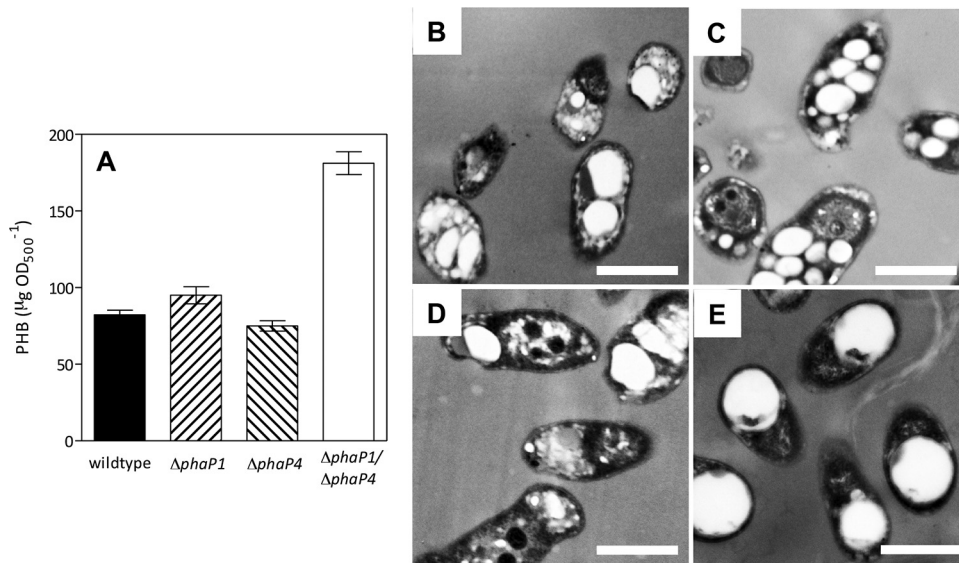 A
PHB (µg OD₅₀₀⁻¹)
200
150
100
50
0
wildtype
ΔphaP1
ΔphaP4
ΔphaP1/
ΔphaP4
B
C
D
E